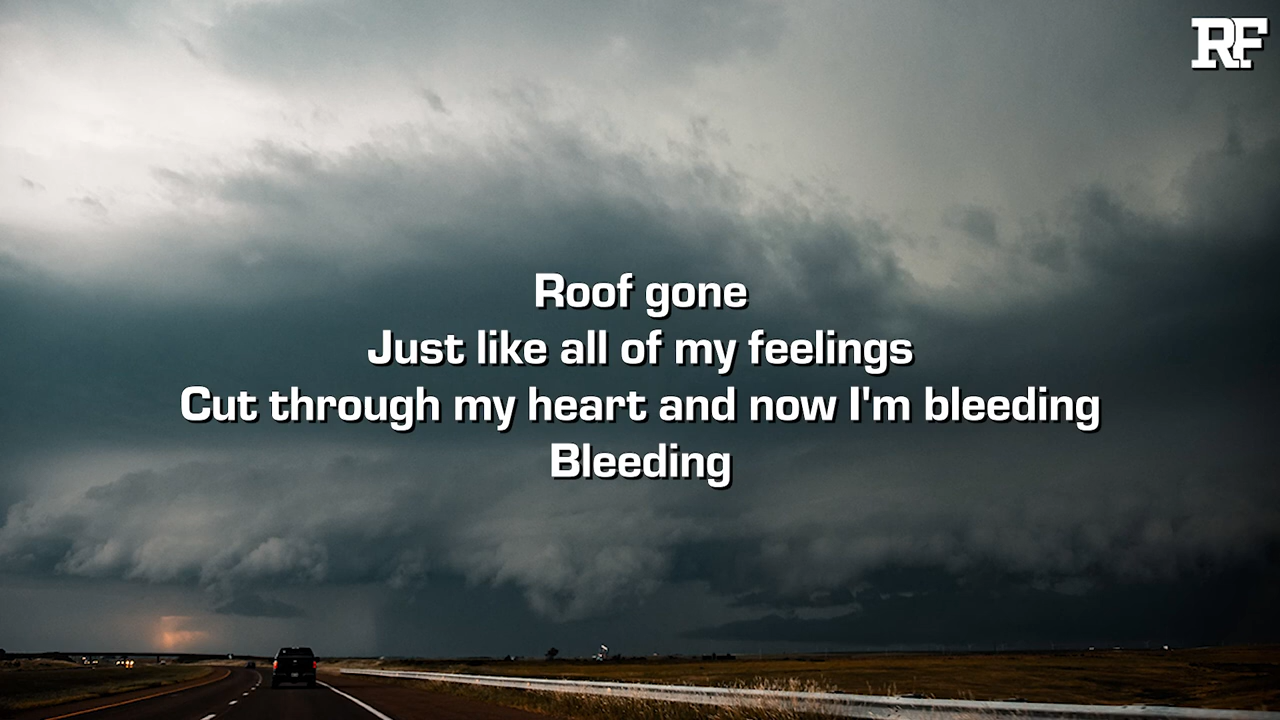 RF
Roof gone
Just like all of my feelings
Cut through my heart and now I'm bleeding
Bleeding